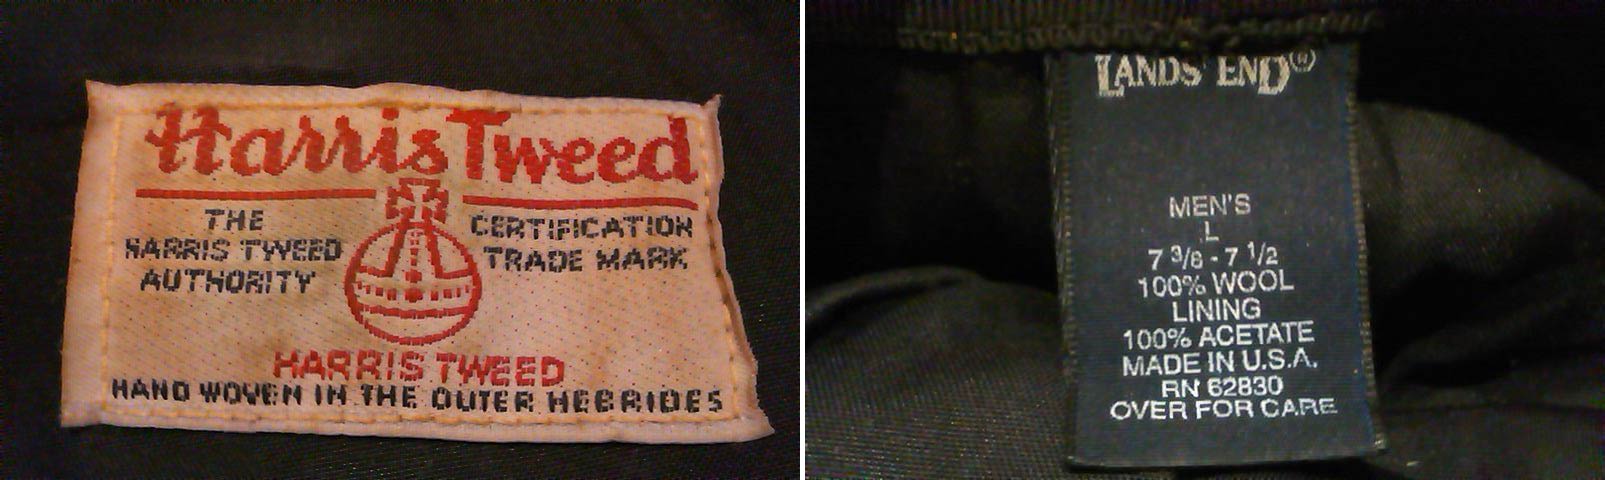 Harris Tweed
THE
HARRIS TWEED
AUTHORITY
CERTIFICATION
TRADE MARK
HARRIS TWEED
HAND WOVEN IN THE OUTER HEBRIDES
LANDS' END®
MEN'S
L
7 3/8 - 7 1/2
100% WOOL
LINING
100% ACETATE
MADE IN U.S.A.
RN 62830
OVER FOR CARE